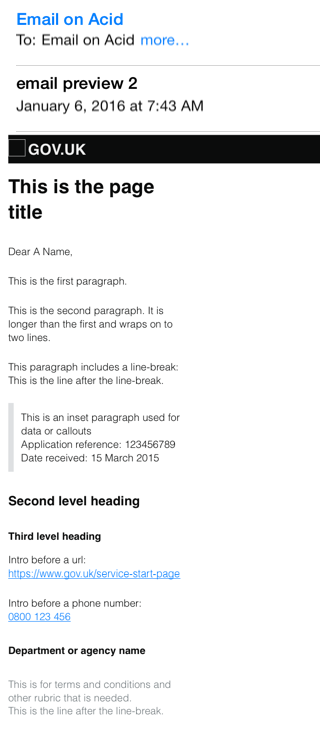 Email on Acid
To: Email on Acid more...
email preview 2
January 6, 2016 at 7:43 AM
GOV.UK
This is the page
title
Dear A Name,
This is the first paragraph.
This is the second paragraph. It is
longer than the first and wraps on to
two lines.
This paragraph includes a line-break:
This is the line after the line-break.
This is an inset paragraph used for
data or callouts
Application reference: 123456789
Date received: 15 March 2015
Second level heading
Third level heading
Intro before a url:
https://www.gov.uk/service-start-page
Intro before a phone number:
0800 123 456
Department or agency name
This is for terms and conditions and
other rubric that is needed.
This is the line after the line-break.